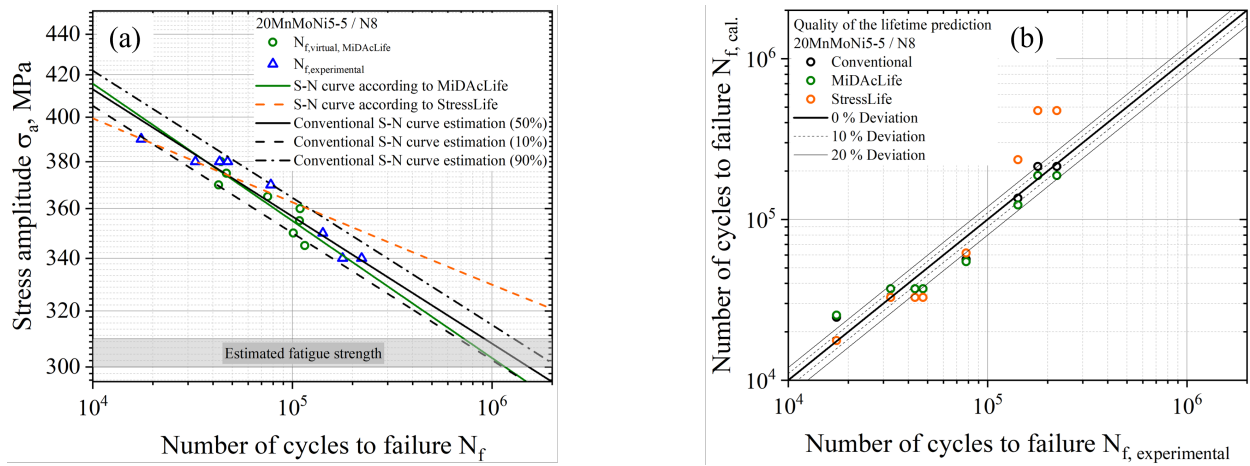 (a)
20MnMoNi5-5 / N8
N_f,virtual, MiDAcLife
N_f,experimental
S-N curve according to MiDAcLife
S-N curve according to StressLife
Conventional S-N curve estimation (50%)
Conventional S-N curve estimation (10%)
Conventional S-N curve estimation (90%)
Estimated fatigue strength
Stress amplitude σ_a, MPa
440
420
400
380
360
340
320
300
10^4
10^5
10^6
Number of cycles to failure N_f
(b)
Quality of the lifetime prediction
20MnMoNi5-5 / N8
Conventional
MiDAcLife
StressLife
0 % Deviation
10 % Deviation
20 % Deviation
Number of cycles to failure N_f, cal.
10^6
10^5
10^4
10^4
10^5
10^6
Number of cycles to failure N_f, experimental